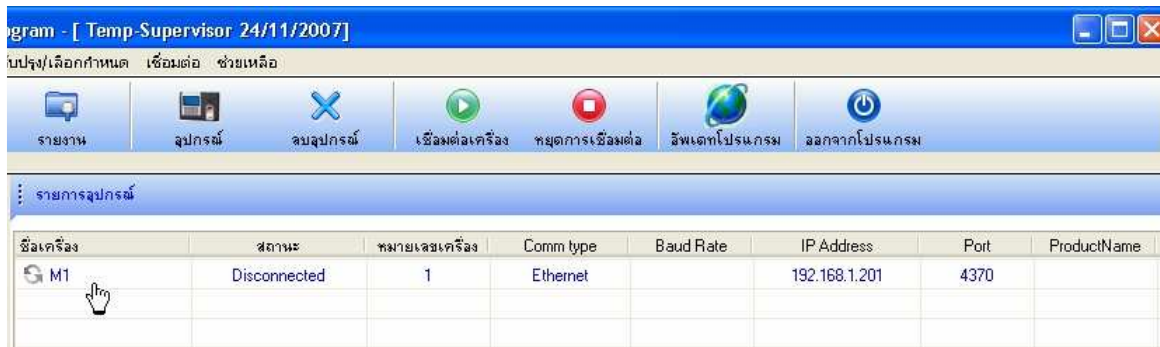 ogram - [ Temp-Supervisor 24/11/2007]
รับปรุง/เลือกกำหนด เชื่อมต่อ ช่วยเหลือ
รายงาน อุปกรณ์ ลบอุปกรณ์ เชื่อมต่อเครื่อง หยุดการเชื่อมต่อ อัพเดทโปรแกรม ออกจากโปรแกรม
รายการอุปกรณ์
ชื่อเครื่อง สถานะ หมายเลขเครื่อง Comm type Baud Rate IP Address Port ProductName
M1 Disconnected 1 Ethernet 192.168.1.201 4370